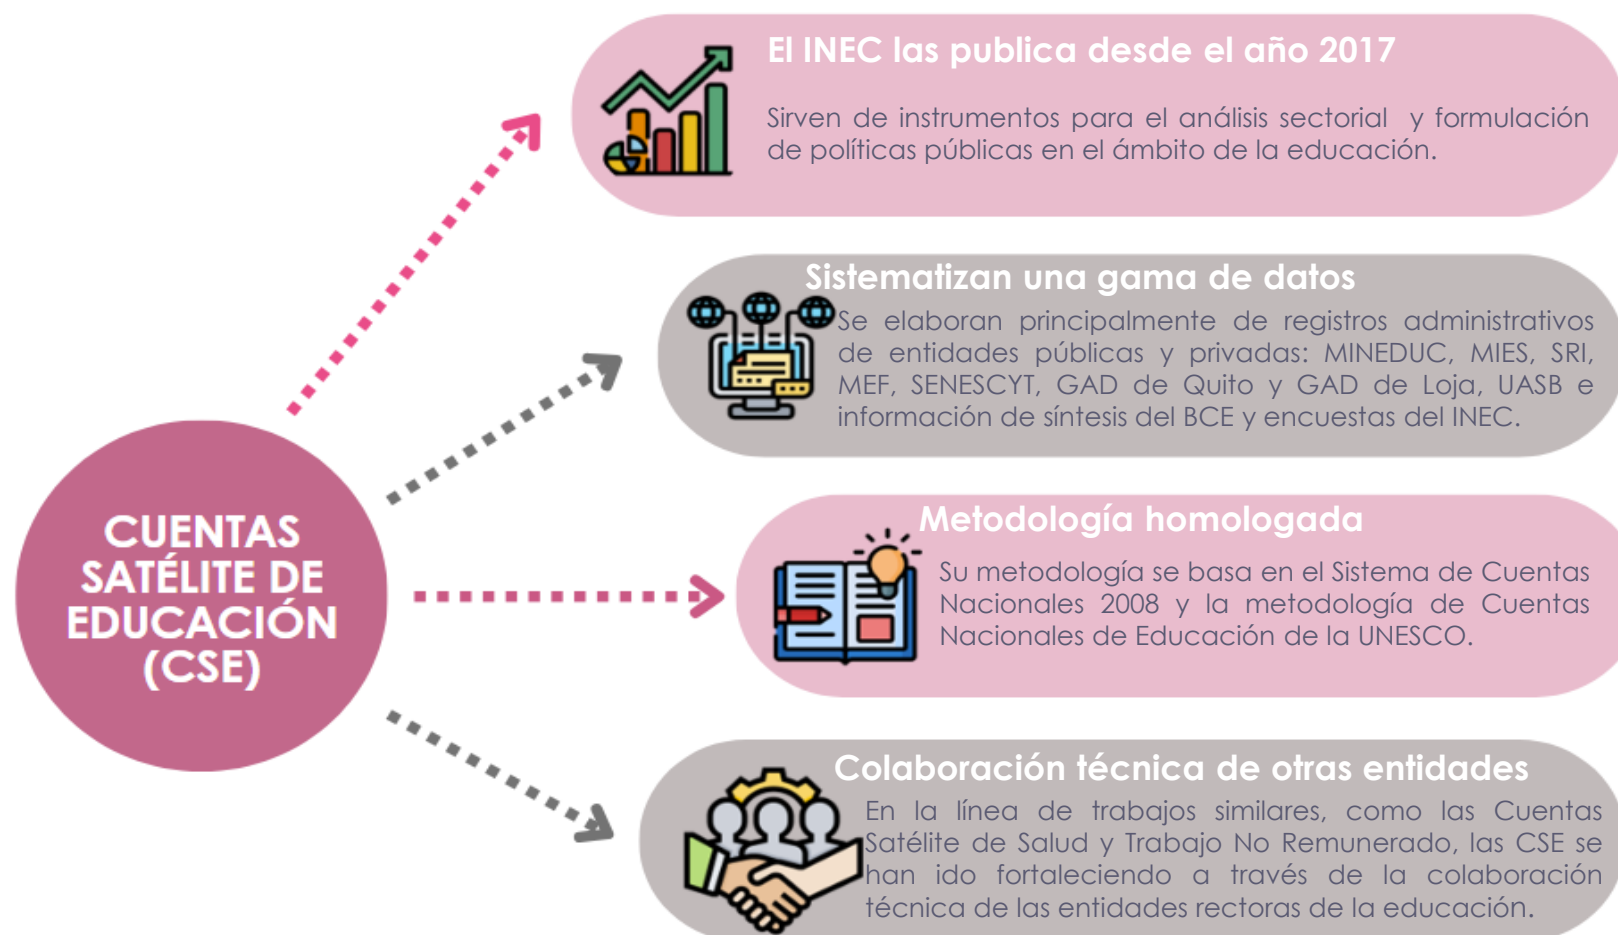 CUENTAS
SATÉLITE DE
EDUCACIÓN
(CSE)
El INEC las publica desde el año 2017
Sirven de instrumentos para el análisis sectorial y formulación
de políticas públicas en el ámbito de la educación.
Sistematizan una gama de datos
Se elaboran principalmente de registros administrativos
de entidades públicas y privadas: MINEDUC, MIES, SRI,
MEF, SENESCYT, GAD de Quito y GAD de Loja, UASB e
información de síntesis del BCE y encuestas del INEC.
Metodología homologada
Su metodología se basa en el Sistema de Cuentas
Nacionales 2008 y la metodología de Cuentas
Nacionales de Educación de la UNESCO.
Colaboración técnica de otras entidades
En la línea de trabajos similares, como las Cuentas
Satélite de Salud y Trabajo No Remunerado, las CSE se
han ido fortaleciendo a través de la colaboración
técnica de las entidades rectoras de la educación.